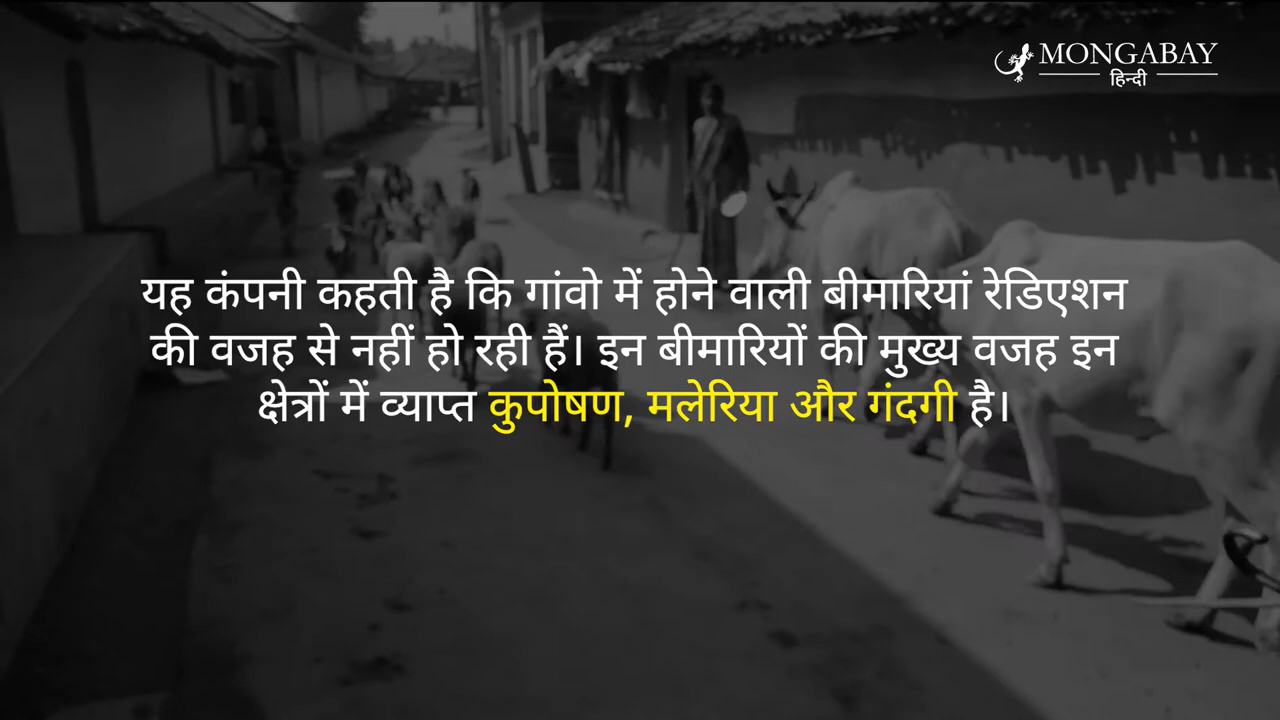 MONGABAY
हिन्दी
यह कंपनी कहती है कि गांवो में होने वाली बीमारियां रेडिएशन
की वजह से नहीं हो रही हैं। इन बीमारियों की मुख्य वजह इन
क्षेत्रों में व्याप्त कुपोषण, मलेरिया और गंदगी है।